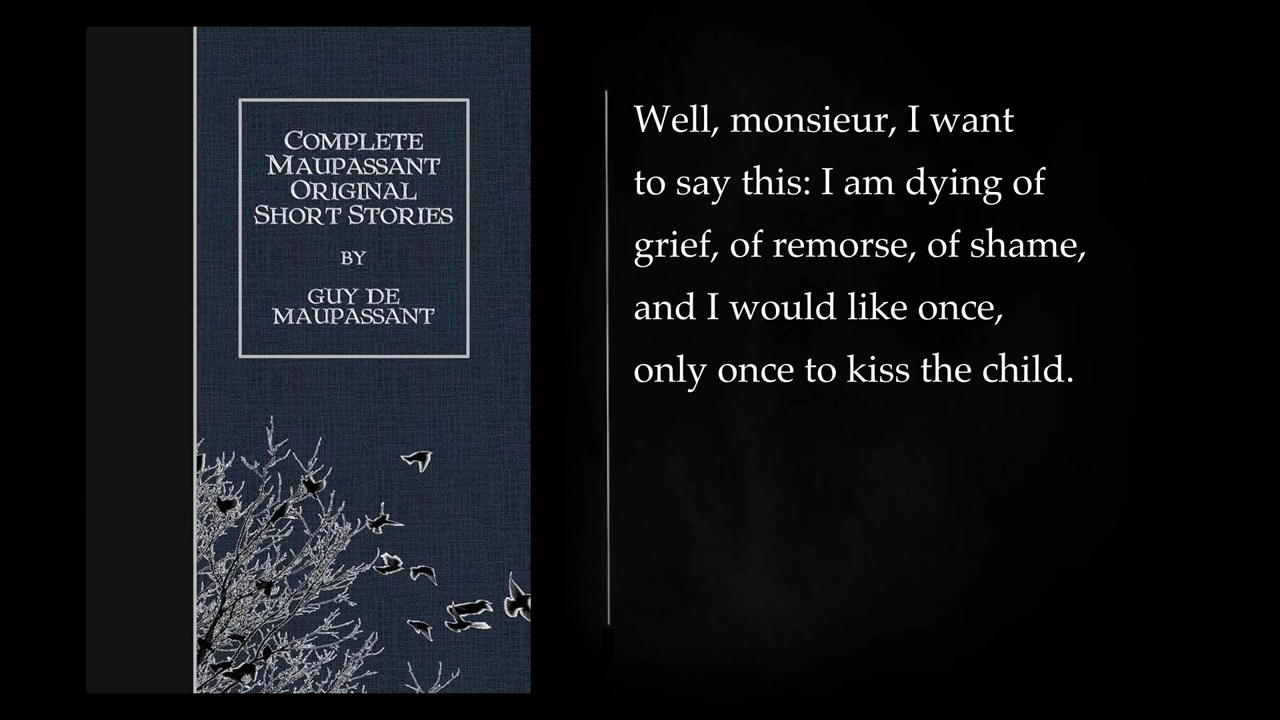 COMPLETE
MAUPASSANT
ORIGINAL
SHORT STORIES
BY
GUY DE
MAUPASSANT
Well, monsieur, I want
to say this: I am dying of
grief, of remorse, of shame,
and I would like once,
only once to kiss the child.